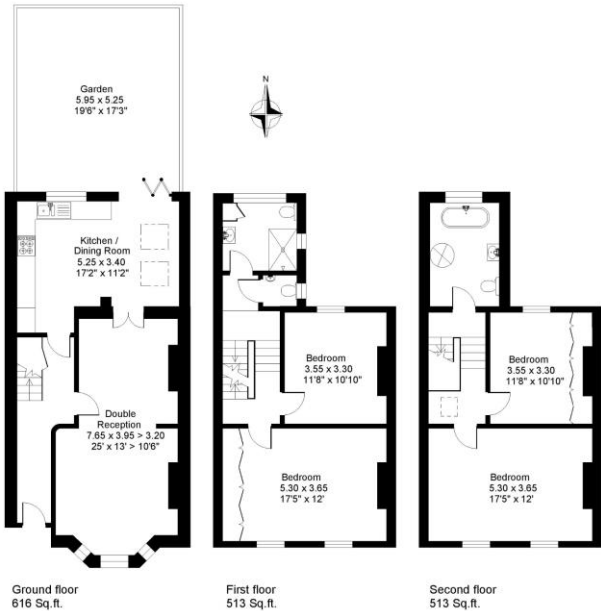 Garden
5.95 x 5.25
19'6" x 17'3"
N
Kitchen /
Dining Room
5.25 x 3.40
17'2" x 11'2"
Double
Reception
7.65 x 3.95 > 3.20
25' x 13' > 10'6"
Ground floor
616 Sq.ft.
Bedroom
3.55 x 3.30
11'8" x 10'10"
Bedroom
5.30 x 3.65
17'5" x 12'
First floor
513 Sq.ft.
Bedroom
3.55 x 3.30
11'8" x 10'10"
Bedroom
5.30 x 3.65
17'5" x 12'
Second floor
513 Sq.ft.